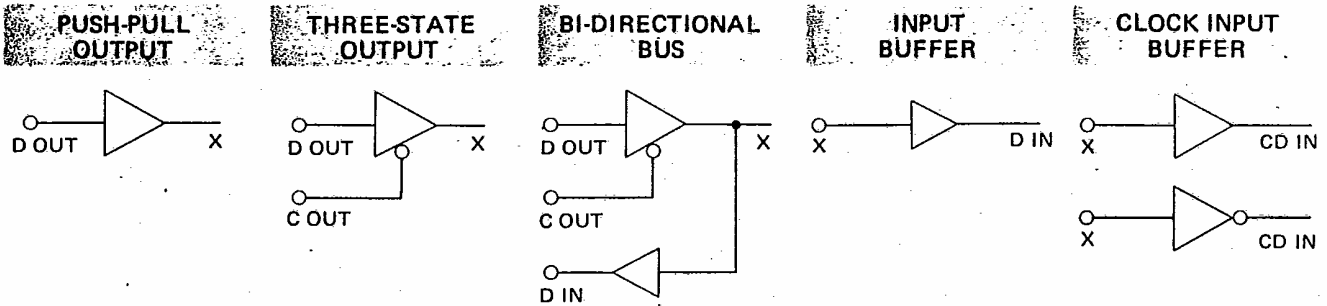 PUSH-PULL
OUTPUT
D OUT
X
THREE-STATE
OUTPUT
D OUT
X
C OUT
BI-DIRECTIONAL
BUS
D OUT
X
C OUT
D IN
INPUT
BUFFER
X
D IN
CLOCK INPUT
BUFFER
X
CD IN
X
CD IN